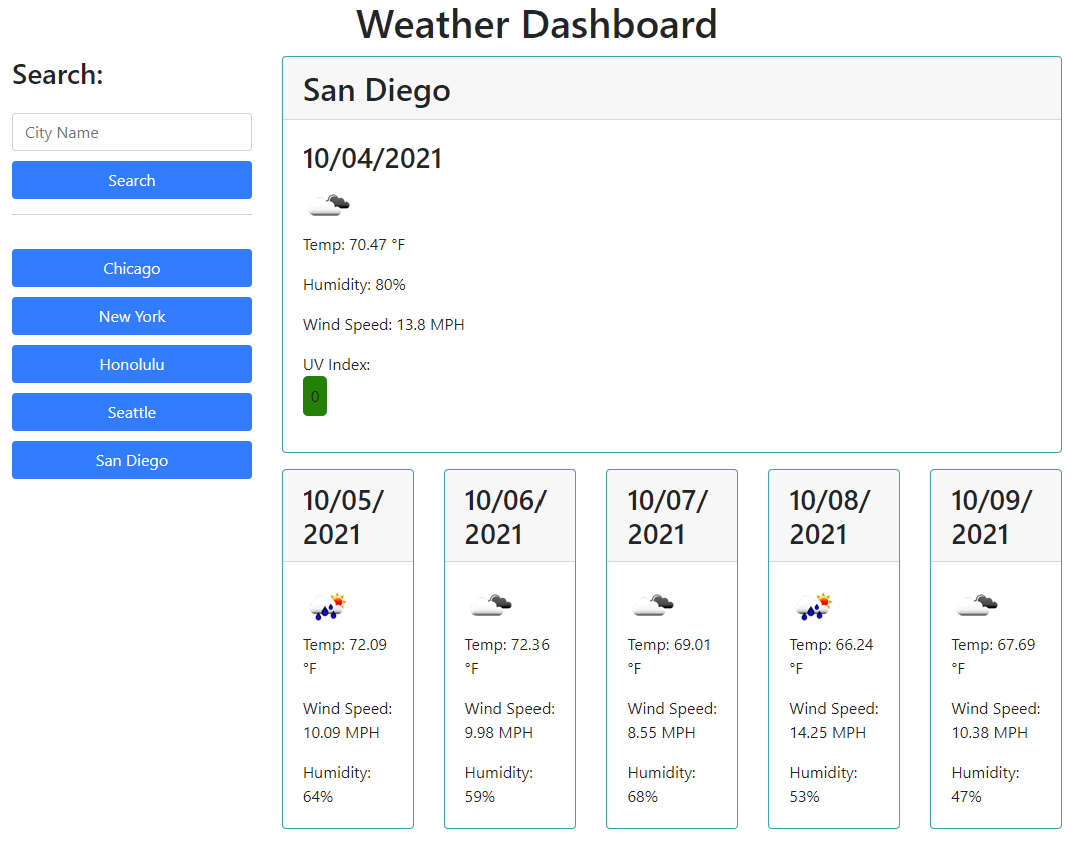 Weather Dashboard
Search:
City Name
Search
Chicago
New York
Honolulu
Seattle
San Diego
San Diego
10/04/2021
Temp: 70.47 °F
Humidity: 80%
Wind Speed: 13.8 MPH
UV Index:
0
10/05/
2021
Temp: 72.09
°F
Wind Speed:
10.09 MPH
Humidity:
64%
10/06/
2021
Temp: 72.36
°F
Wind Speed:
9.98 MPH
Humidity:
59%
10/07/
2021
Temp: 69.01
°F
Wind Speed:
8.55 MPH
Humidity:
68%
10/08/
2021
Temp: 66.24
°F
Wind Speed:
14.25 MPH
Humidity:
53%
10/09/
2021
Temp: 67.69
°F
Wind Speed:
10.38 MPH
Humidity:
47%